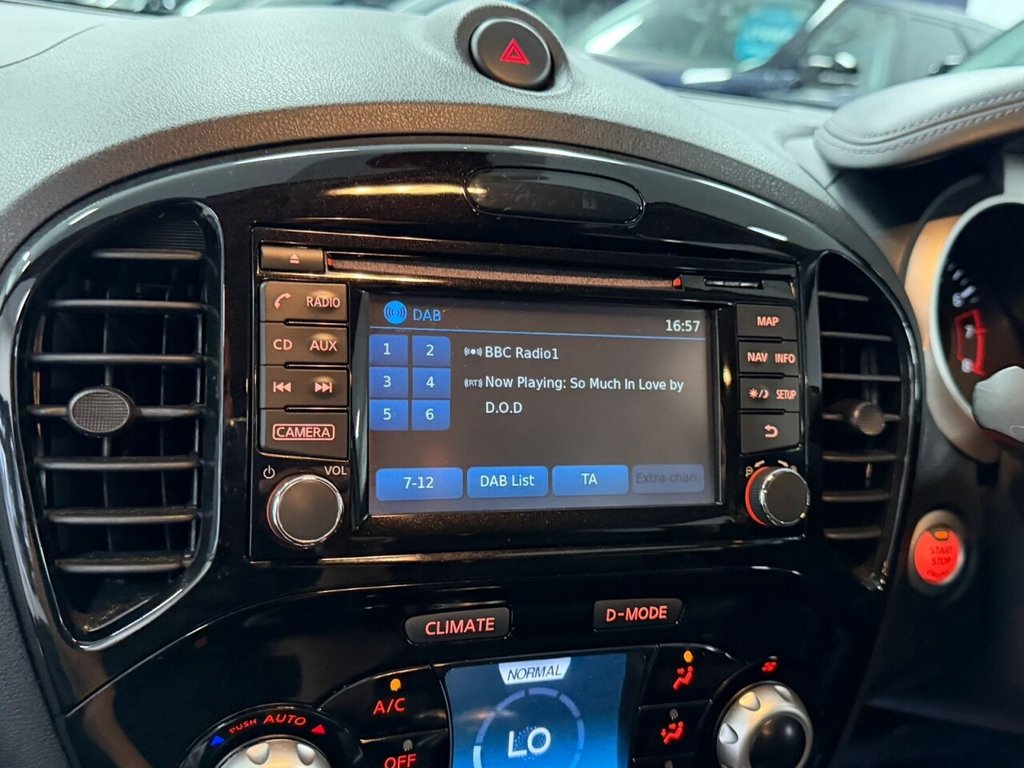 DAB
16:57
RADIO
MAP
1 2
BBC Radio1
CD AUX
NAV INFO
3 4
Now Playing: So Much In Love by
SETUP
5 6
D.O.D
CAMERA
VOL
7-12
DAB List
TA
Extra chan.
START
STOP
CLIMATE
D-MODE
NORMAL
A/C
PUSH AUTO
LO
OFF